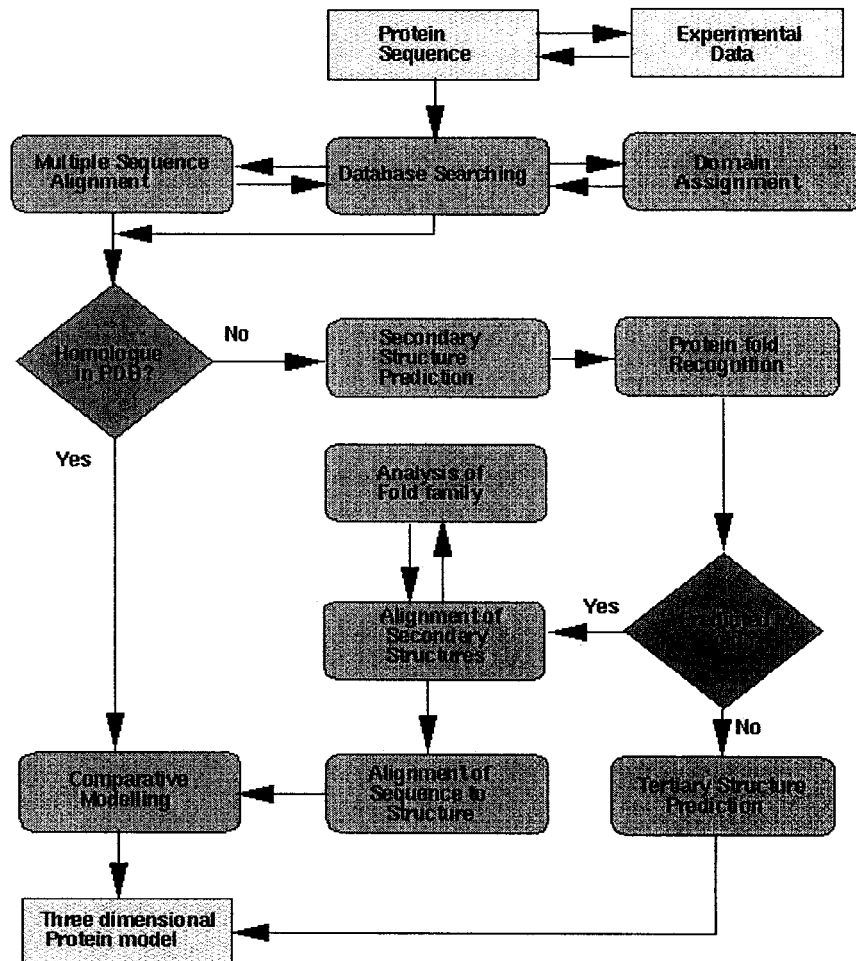 Protein
Sequence
Experimental
Data
Multiple Sequence
Alignment
Database Searching
Domain
Assignment
Homologue
in PDB?
No
Secondary
Structure
Prediction
Protein fold
Recognition
Yes
Analysis of
Fold family
Yes
Alignment of
Secondary
Structures
No
Comparative
Modelling
Alignment of
Sequence to
Structure
Tertiary Structure
Prediction
Three dimensional
Protein model